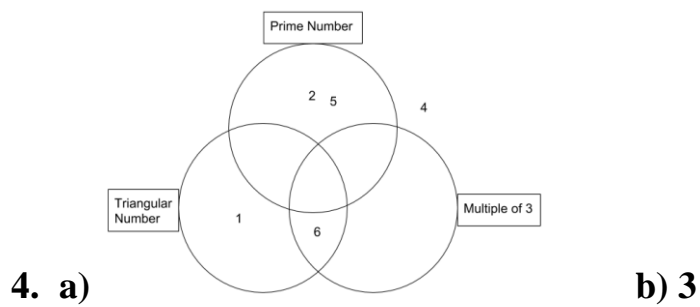 Prime Number
2 5
4
Triangular
Number
1
6
Multiple of 3
4. a)
b) 3